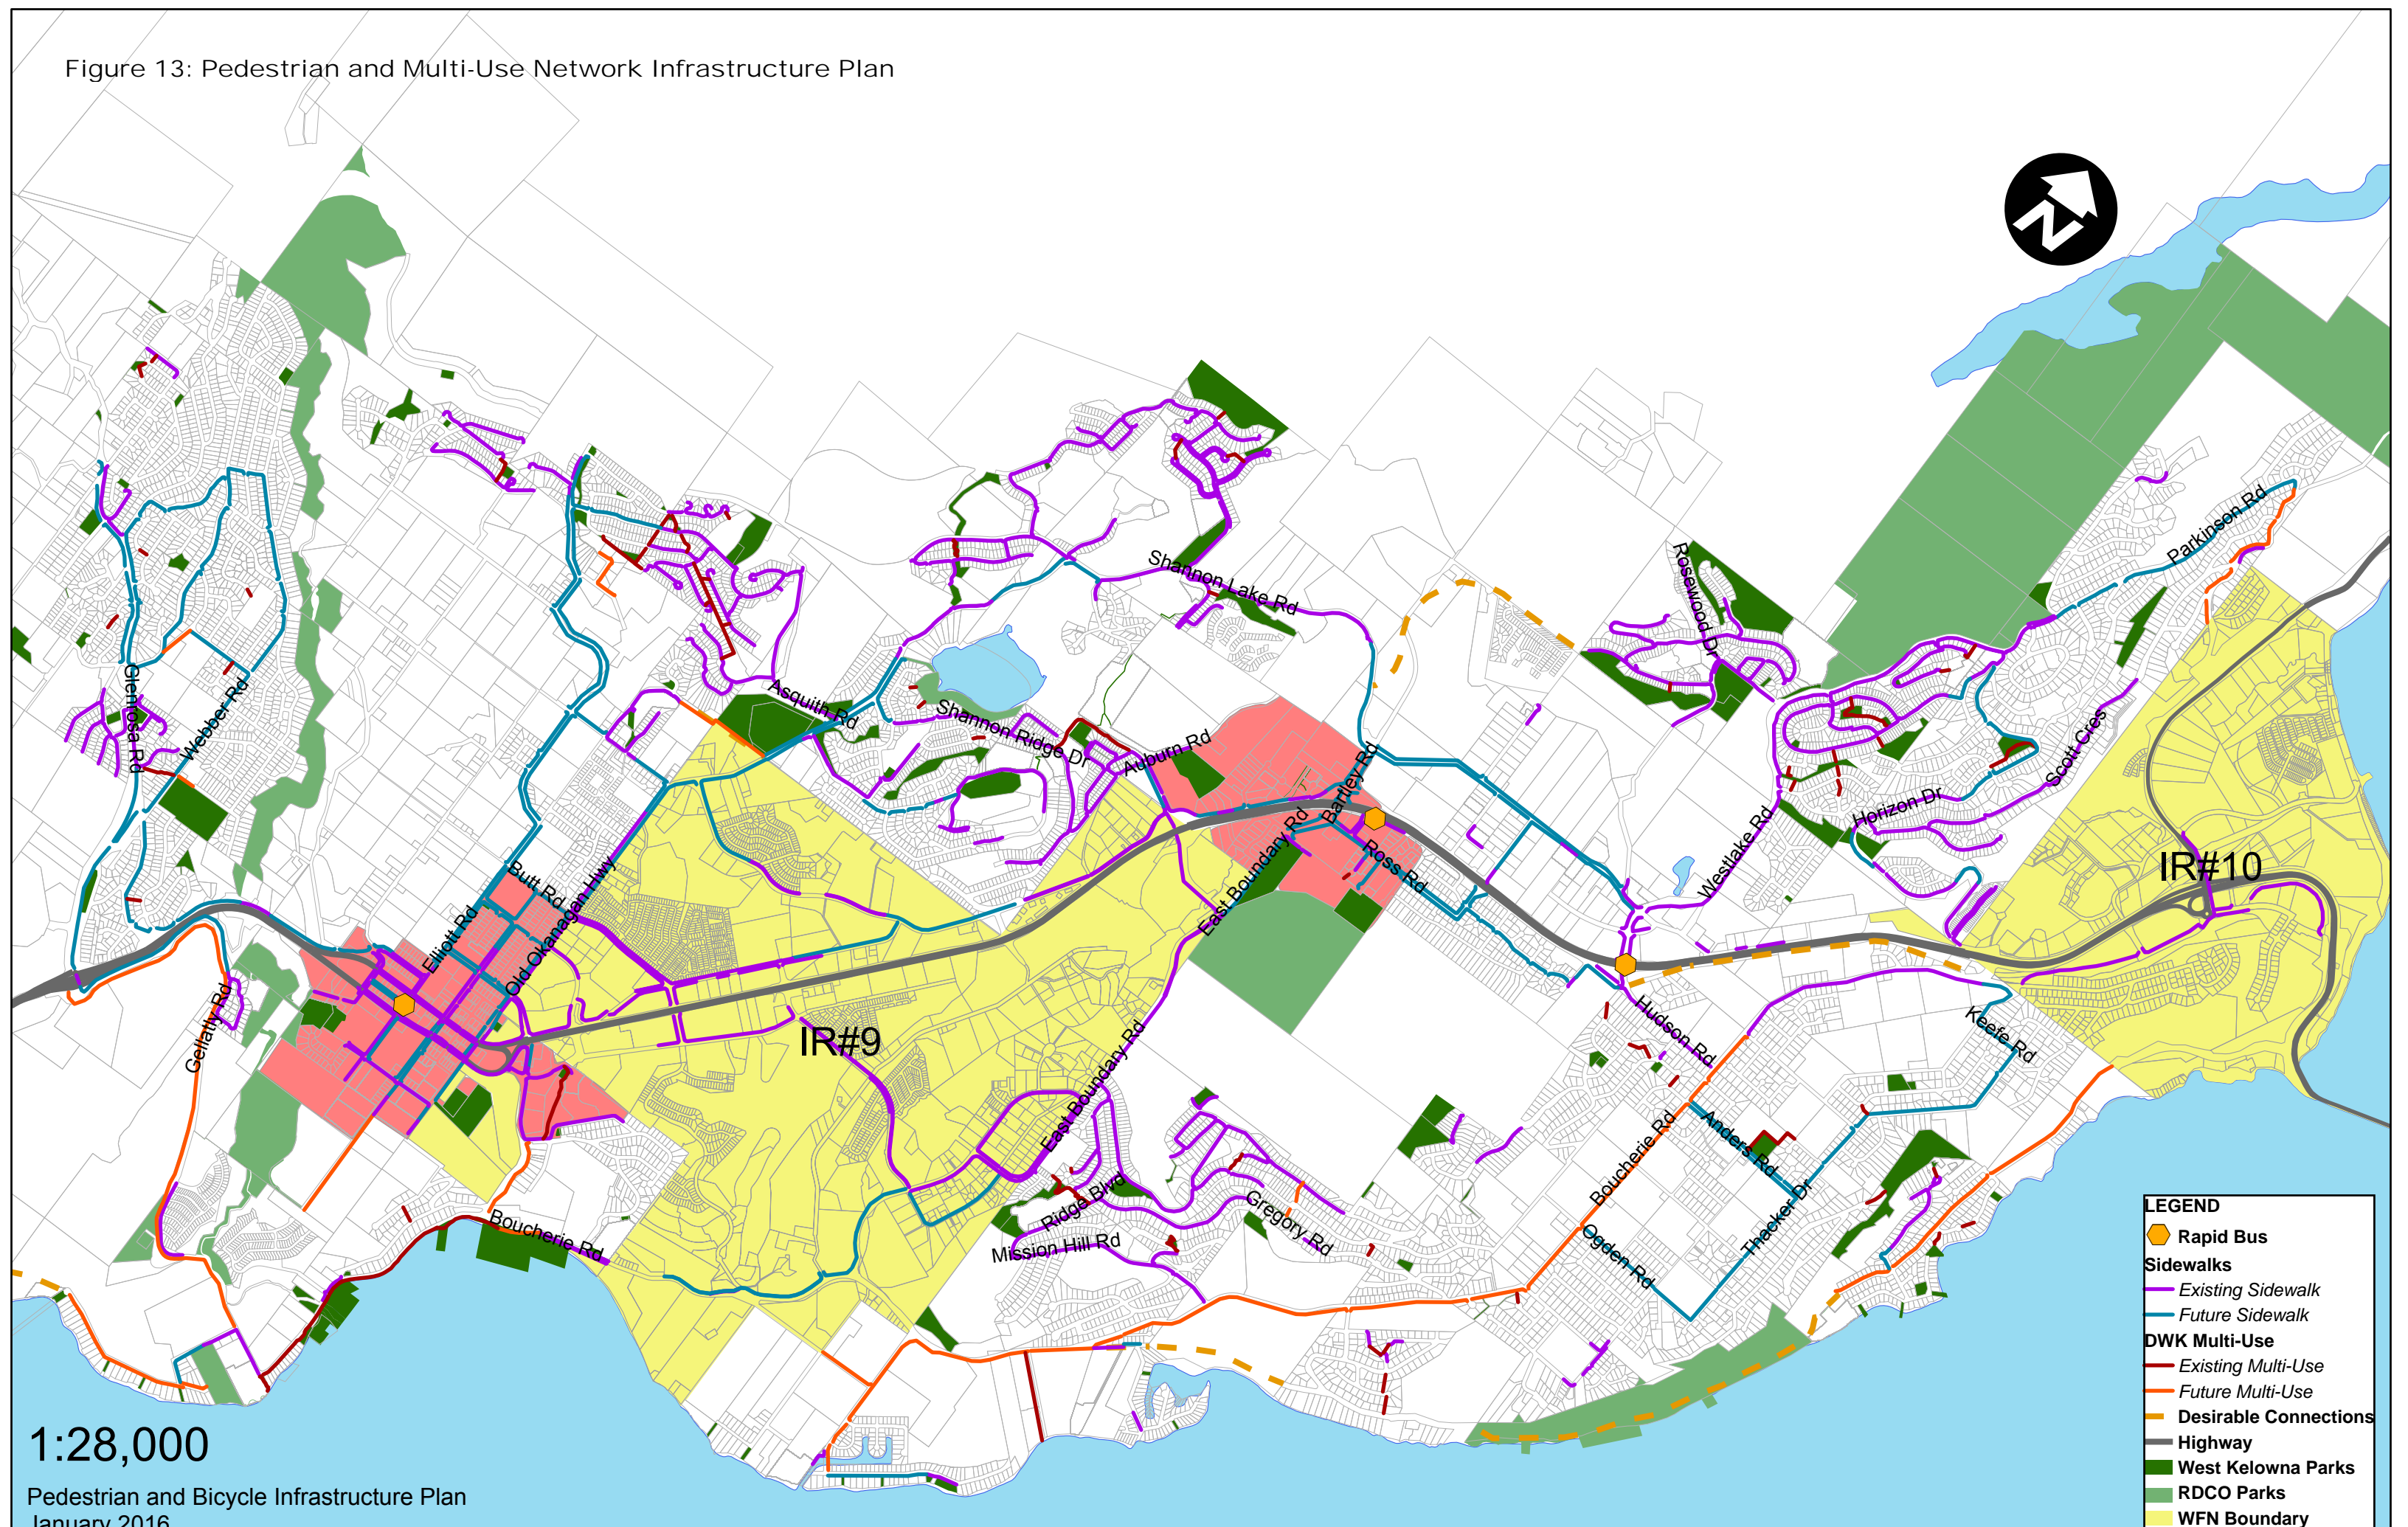 Figure 13: Pedestrian and Multi-Use Network Infrastructure Plan
N
Parkinson Rd
Rosewood Dr
Shannon Lake Rd
Glenrosa Rd
Webber Rd
Asquith Rd
Shannon Ridge Dr
Auburn Rd
Bartley Rd
Scott Cres
Horizon Dr
Westlake Rd
IR#10
Ross Rd
East Boundary Rd
Butt Rd
Elliott Rd
Old Okanagan Hwy
Gellatly Rd
IR#9
Hudson Rd
Keefe Rd
East Boundary Rd
Anders Rd
Boucherie Rd
Ridge Blvd
Gregory Rd
Mission Hill Rd
Boucherie Rd
Ogden Rd
Thacker Dr
LEGEND
Rapid Bus
Sidewalks
Existing Sidewalk
Future Sidewalk
DWK Multi-Use
Existing Multi-Use
Future Multi-Use
Desirable Connections
Highway
West Kelowna Parks
RDCO Parks
WFN Boundary
1:28,000
Pedestrian and Bicycle Infrastructure Plan
January 2016